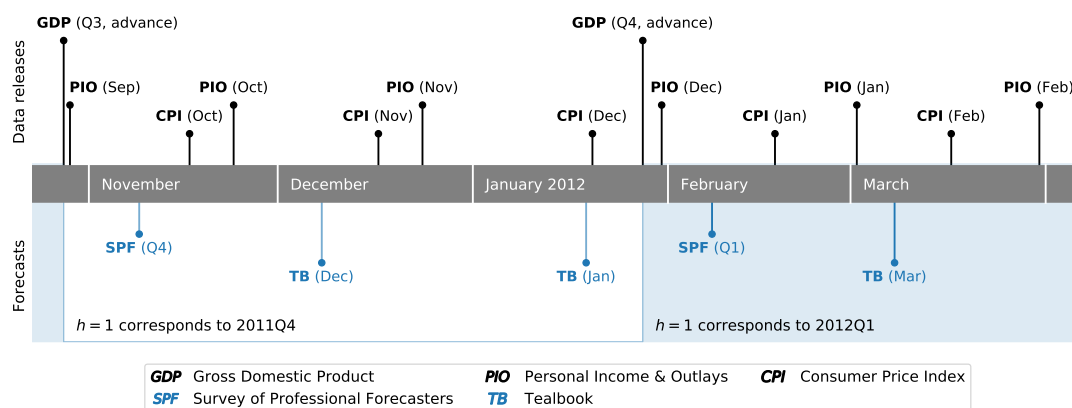 GDP (Q3, advance)
GDP (Q4, advance)
Data releases
PIO (Sep)
PIO (Oct)
PIO (Nov)
PIO (Dec)
PIO (Jan)
PIO (Feb)
CPI (Oct)
CPI (Nov)
CPI (Dec)
CPI (Jan)
CPI (Feb)
November
December
January 2012
February
March
Forecasts
SPF (Q4)
SPF (Q1)
TB (Dec)
TB (Jan)
TB (Mar)
h = 1 corresponds to 2011Q4
h = 1 corresponds to 2012Q1
GDP Gross Domestic Product
PIO Personal Income & Outlays
CPI Consumer Price Index
SPF Survey of Professional Forecasters
TB Tealbook